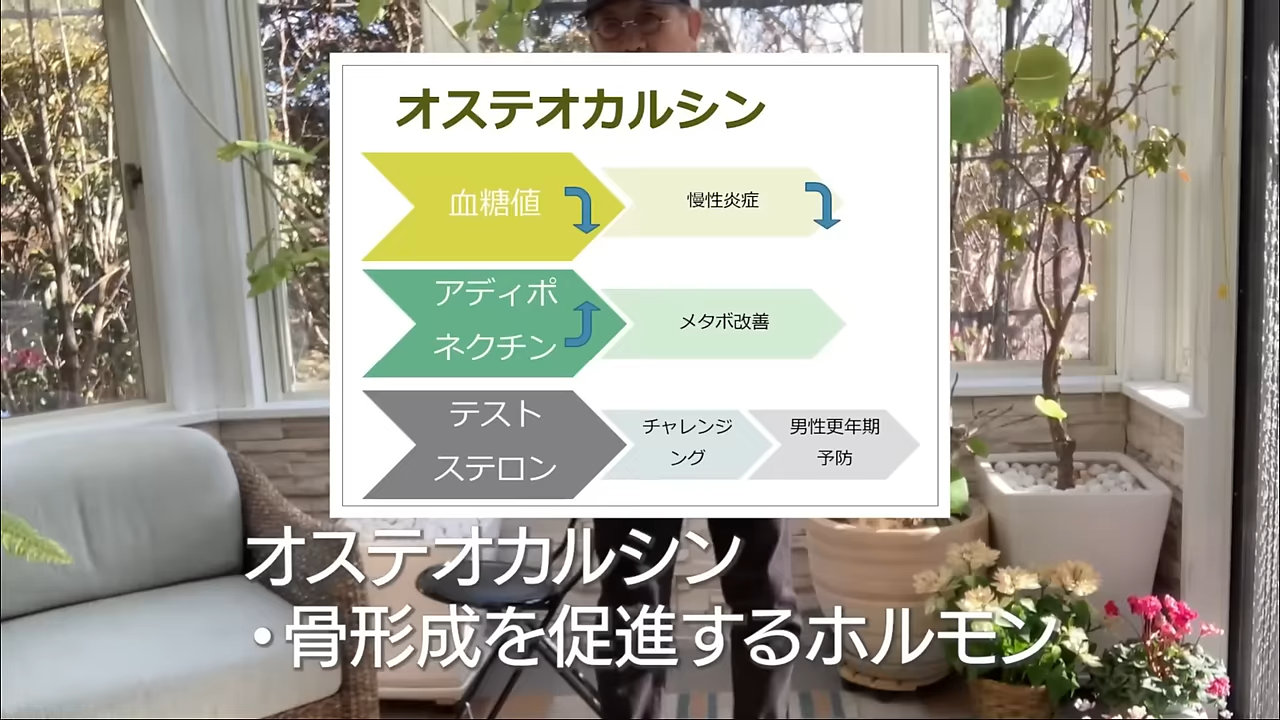 オステオカルシン
血糖値
慢性炎症
アディポ
ネクチン
メタボ改善
テスト
ステロン
チャレンジ
ング
男性更年期
予防
オステオカルシン
・骨形成を促進するホルモン